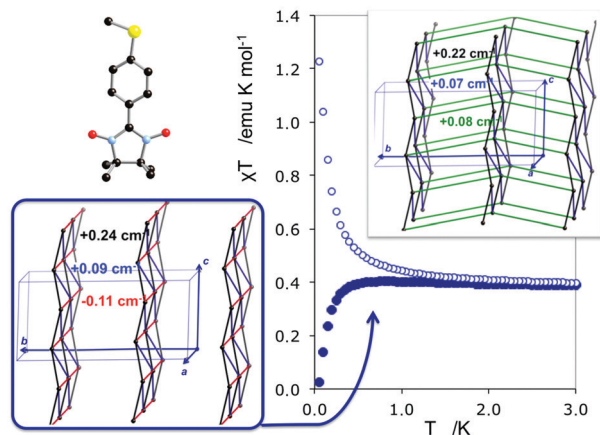 1.4
1.2
1.0
0.8
0.6
0.4
0.2
0.0
χT /emu K mol⁻¹
1.0
2.0
3.0
T /K
+0.22 cm⁻¹
+0.07 cm⁻¹
+0.08 cm⁻¹
c
b
a
+0.24 cm⁻¹
+0.09 cm⁻¹
-0.11 cm⁻¹
c
b
a